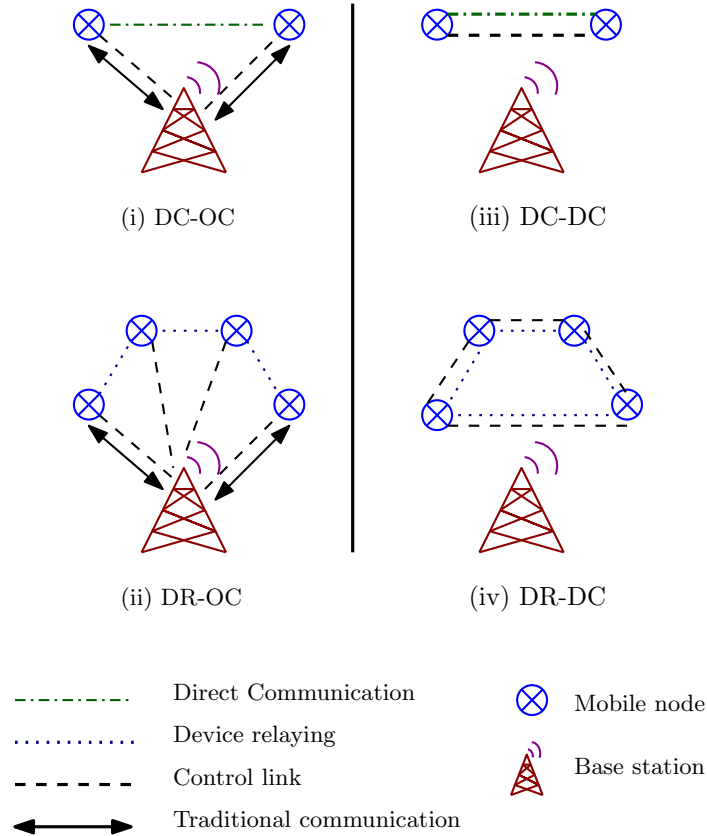 (i) DC-OC
(iii) DC-DC
(ii) DR-OC
(iv) DR-DC
Direct Communication
Device relaying
Control link
Traditional communication
Mobile node
Base station